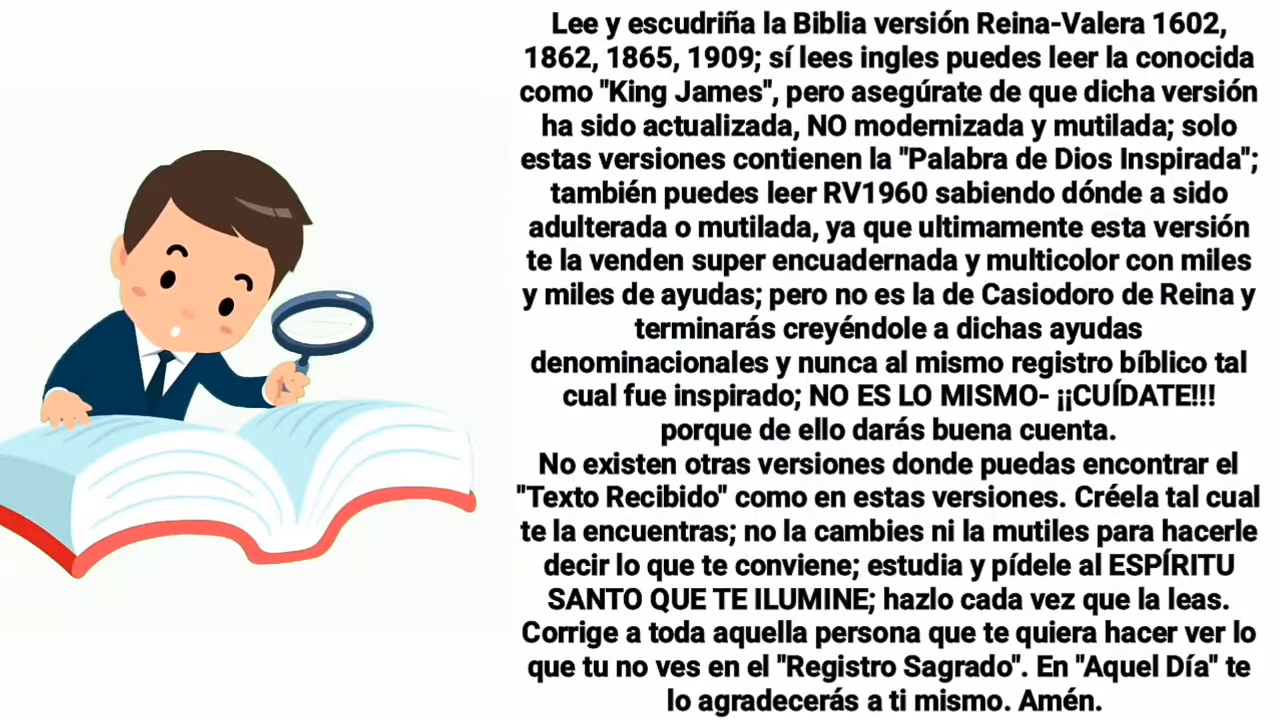 Lee y escudriña la Biblia versión Reina-Valera 1602,
1862, 1865, 1909; sí lees ingles puedes leer la conocida
como "King James", pero asegúrate de que dicha versión
ha sido actualizada, NO modernizada y mutilada; solo
estas versiones contienen la "Palabra de Dios Inspirada";
también puedes leer RV1960 sabiendo dónde a sido
adulterada o mutilada, ya que ultimamente esta versión
te la venden super encuadernada y multicolor con miles
y miles de ayudas; pero no es la de Casiodoro de Reina y
terminarás creyéndole a dichas ayudas
denominacionales y nunca al mismo registro bíblico tal
cual fue inspirado; NO ES LO MISMO- ¡¡CUÍDATE!!!
porque de ello darás buena cuenta.
No existen otras versiones donde puedas encontrar el
"Texto Recibido" como en estas versiones. Créela tal cual
te la encuentras; no la cambies ni la mutiles para hacerle
decir lo que te conviene; estudia y pídele al ESPÍRITU
SANTO QUE TE ILUMINE; hazlo cada vez que la leas.
Corrige a toda aquella persona que te quiera hacer ver lo
que tu no ves en el "Registro Sagrado". En "Aquel Día" te
lo agradecerás a ti mismo. Amén.